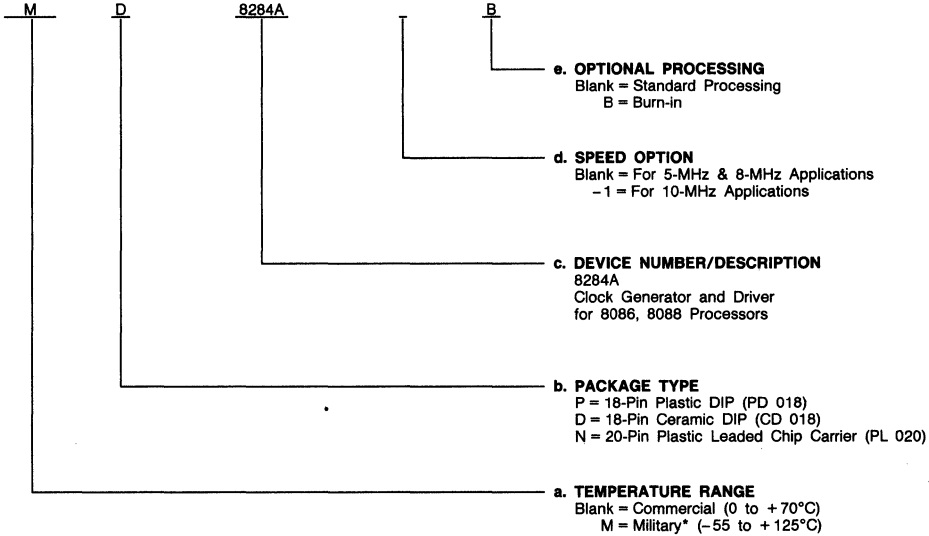 M D 8284A – B
e. OPTIONAL PROCESSING
Blank = Standard Processing
B = Burn-in
d. SPEED OPTION
Blank = For 5-MHz & 8-MHz Applications
–1 = For 10-MHz Applications
c. DEVICE NUMBER/DESCRIPTION
8284A
Clock Generator and Driver
for 8086, 8088 Processors
b. PACKAGE TYPE
P = 18-Pin Plastic DIP (PD 018)
D = 18-Pin Ceramic DIP (CD 018)
N = 20-Pin Plastic Leaded Chip Carrier (PL 020)
a. TEMPERATURE RANGE
Blank = Commercial (0 to +70°C)
M = Military* (–55 to +125°C)